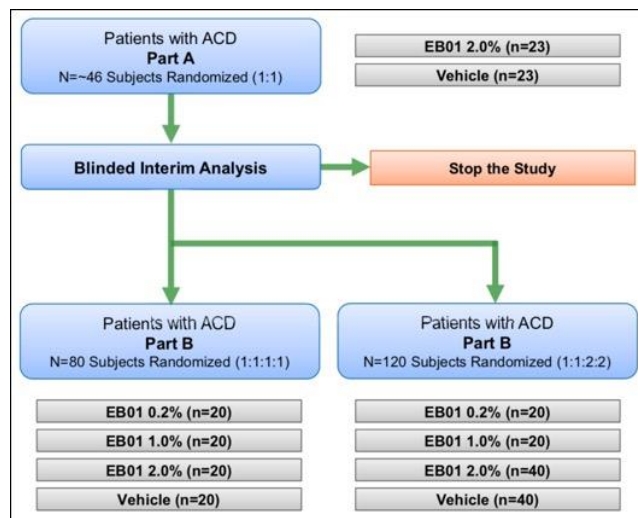 Patients with ACD
Part A
N=~46 Subjects Randomized (1:1)
EB01 2.0% (n=23)
Vehicle (n=23)
Blinded Interim Analysis
Stop the Study
Patients with ACD
Part B
N=80 Subjects Randomized (1:1:1:1)
EB01 0.2% (n=20)
EB01 1.0% (n=20)
EB01 2.0% (n=20)
Vehicle (n=20)
Patients with ACD
Part B
N=120 Subjects Randomized (1:1:2:2)
EB01 0.2% (n=20)
EB01 1.0% (n=20)
EB01 2.0% (n=40)
Vehicle (n=40)